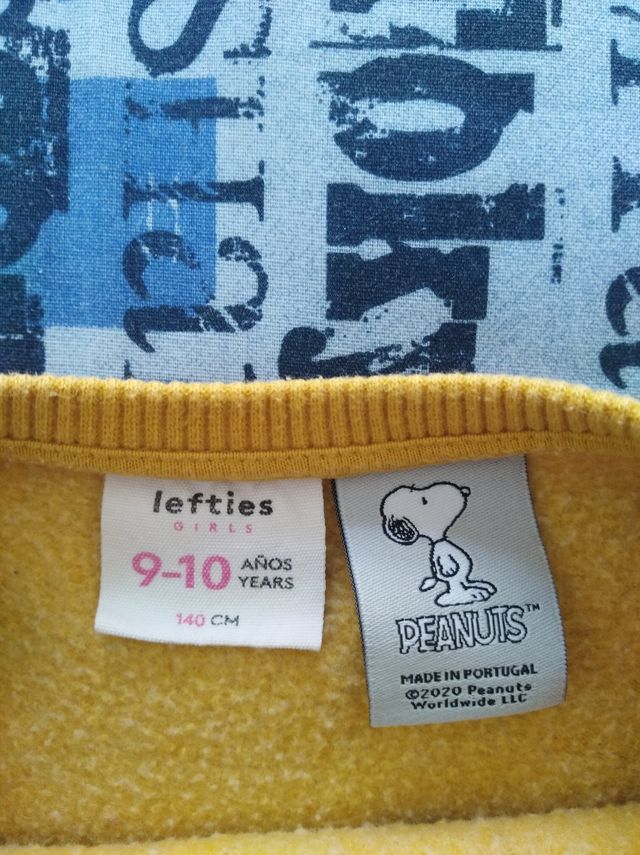 lefties
GIRLS
9-10 AÑOS
YEARS
140 CM
PEANUTS™
MADE IN PORTUGAL
©2020 Peanuts
Worldwide LLC